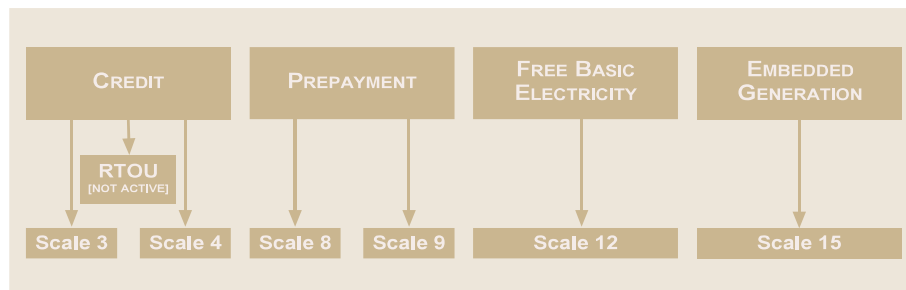 CREDIT
PREPAYMENT
FREE BASIC
ELECTRICITY
EMBEDDED
GENERATION
RTOU
[NOT ACTIVE]
Scale 3
Scale 4
Scale 8
Scale 9
Scale 12
Scale 15